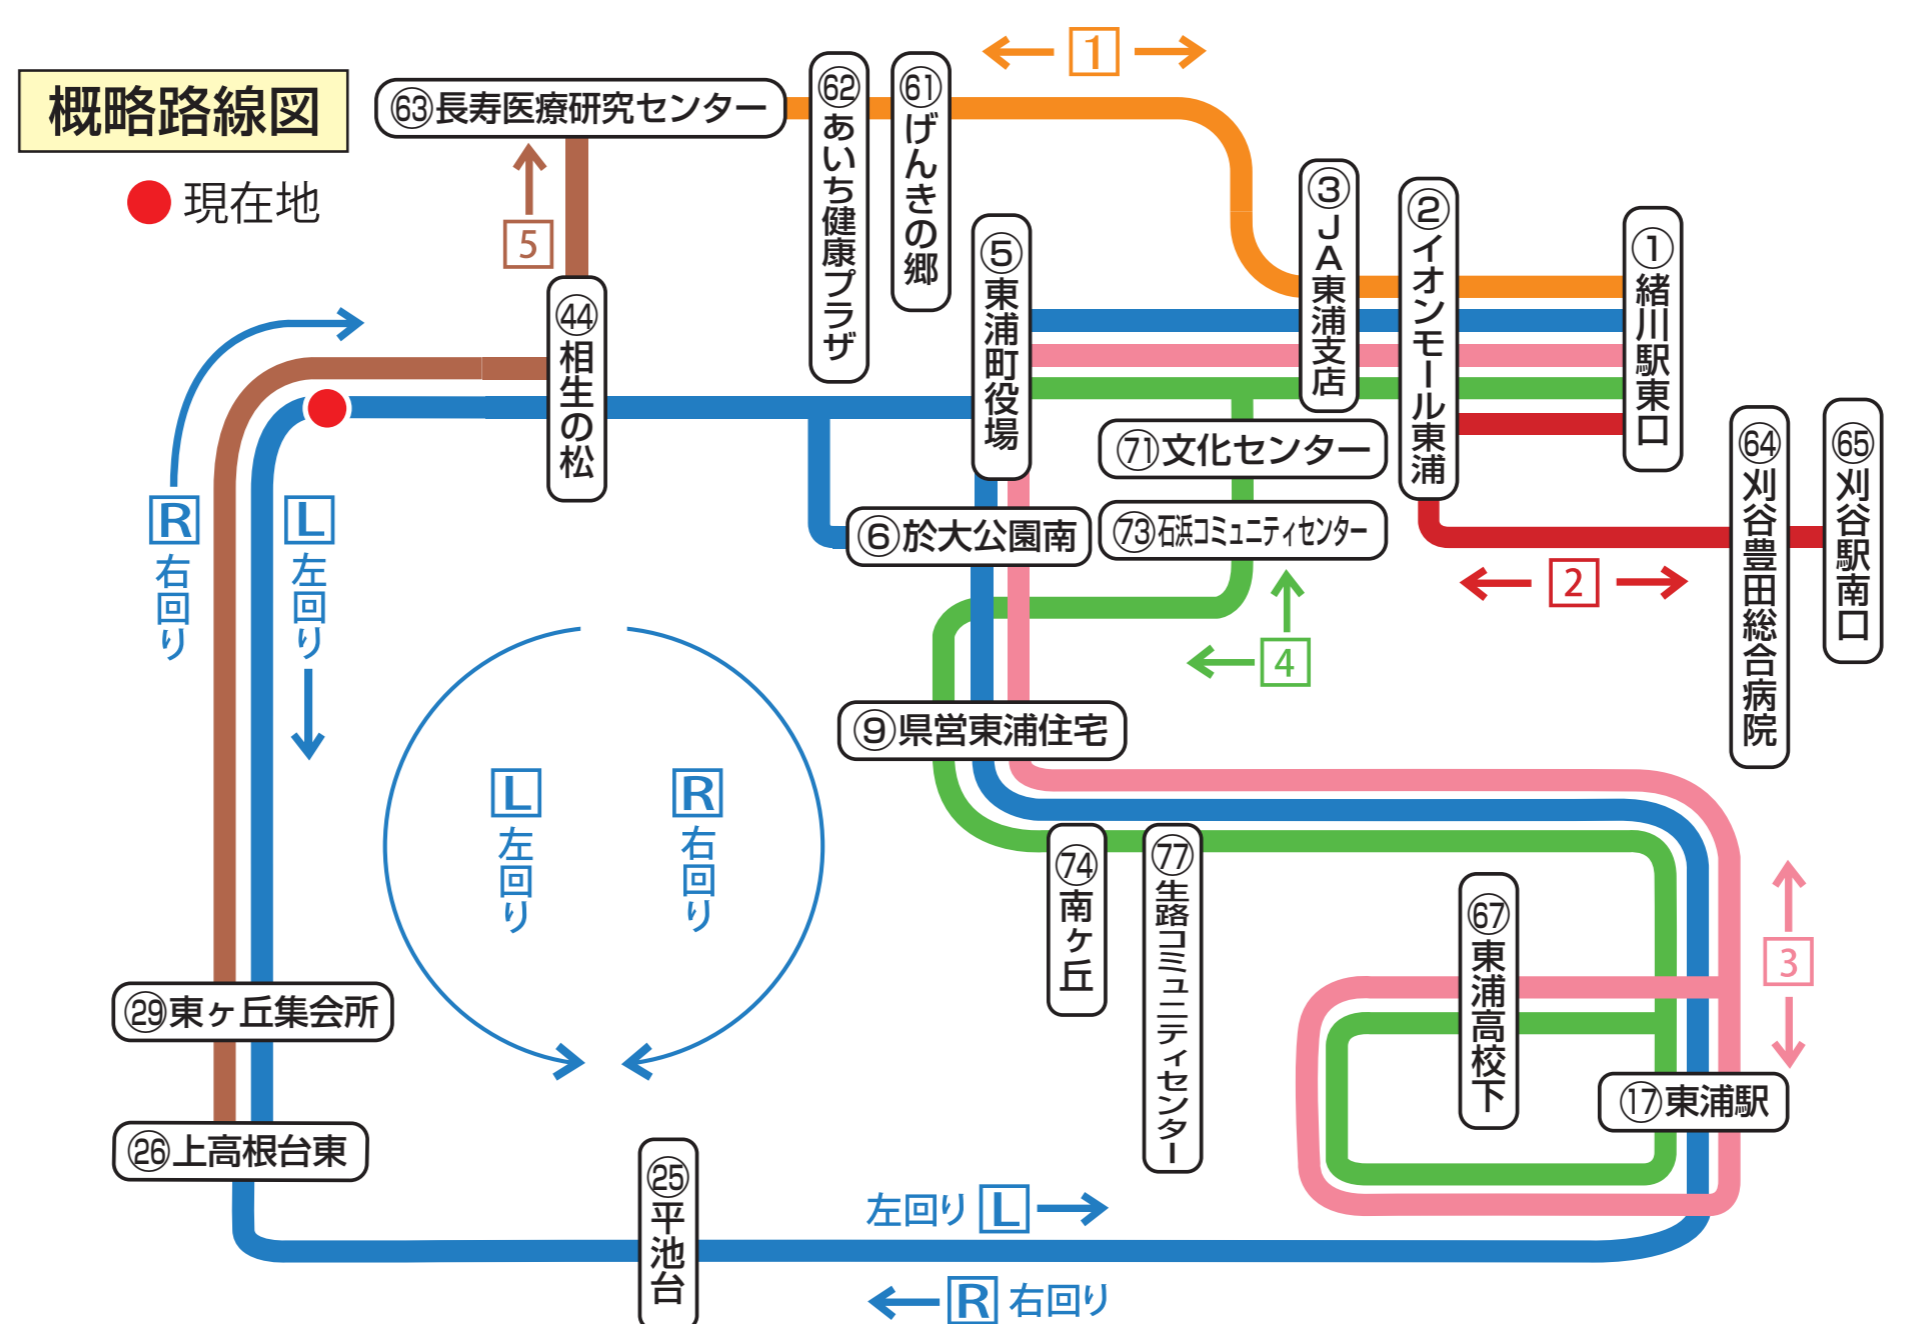 概略路線図
現在地
1
63長寿医療研究センター
62あいち健康プラザ
61げんきの郷
5
44相生の松
5東浦町役場
3JA東浦支店
2イオンモール東浦
1緒川駅東口
64刈谷豊田総合病院
65刈谷駅南口
71文化センター
73石浜コミュニティセンター
6於大公園南
2
4
R
右回り
L
左回り
9県営東浦住宅
L
左回り
R
右回り
74南ヶ丘
77生路コミュニティセンター
67東浦高校下
3
17東浦駅
29東ヶ丘集会所
26上高根台東
25平池台
左回り L
R 右回り